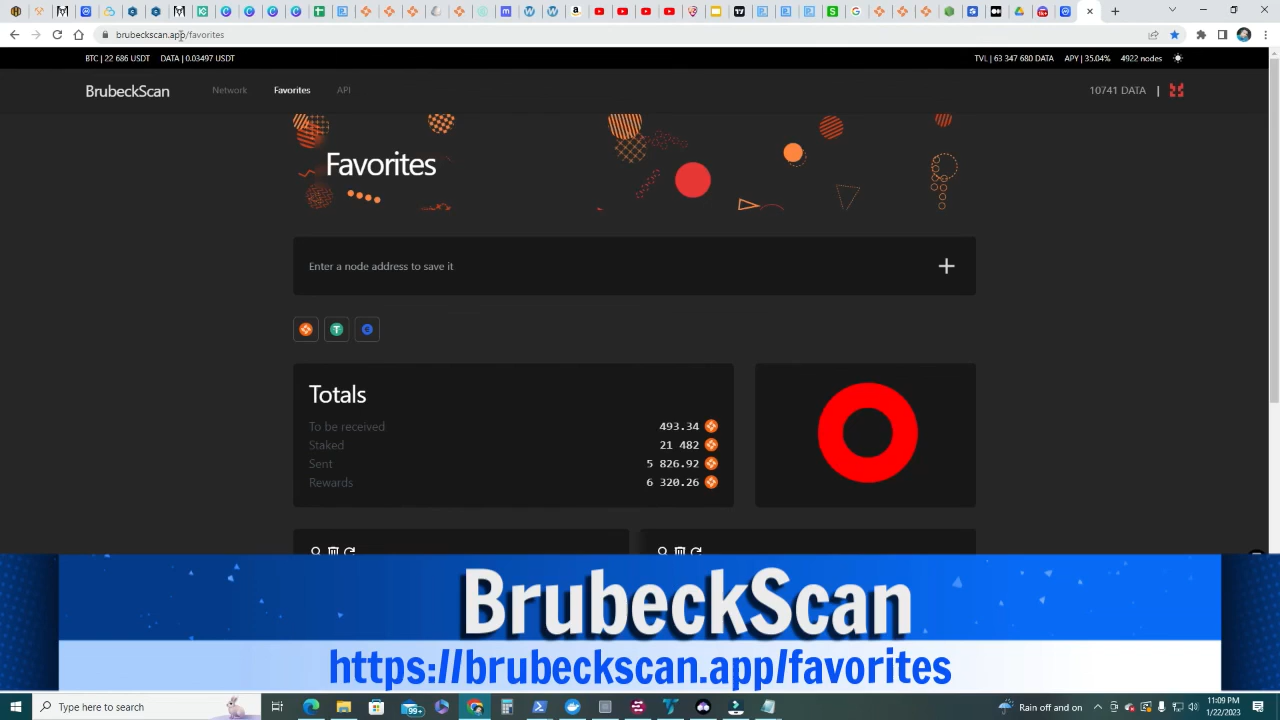 brubeckscan.app/favorites
BTC | 22 686 USDT DATA | 0.03497 USDT
TVL | 63 347 680 DATA APY | 35.04% 4922 nodes
BrubeckScan Network Favorites API
10741 DATA |
Favorites
Enter a node address to save it
Totals
To be received 493.34
Staked 21 482
Sent 5 826.92
Rewards 6 320.26
BrubeckScan
https://brubeckscan.app/favorites
Type here to search
99+
Rain off and on
11:09 PM
1/22/2023